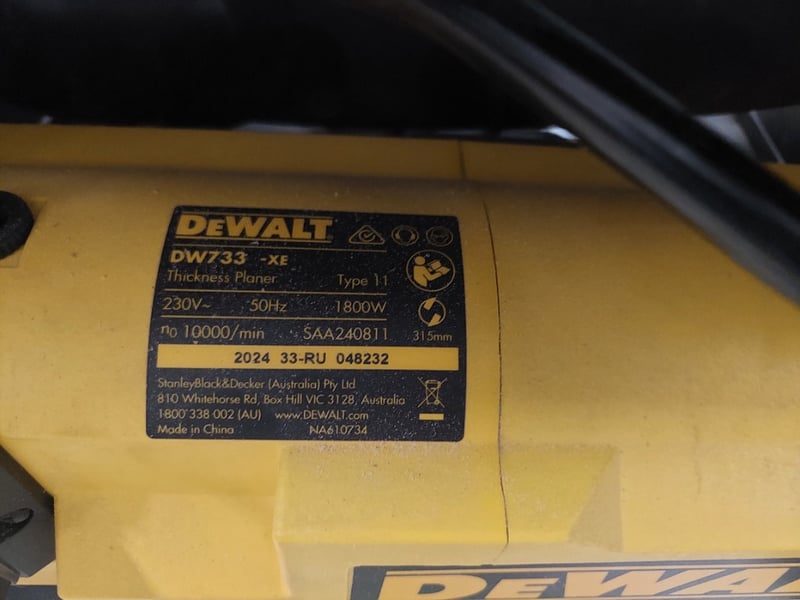 DEWALT
DW733 -XE
Thickness Planer Type 11
230V~ 50Hz 1800W
n0 10000/min SAA240811 315mm
2024 33-RU 048232
StanleyBlack&Decker (Australia) Pty Ltd
810 Whitehorse Rd, Box Hill VIC 3128, Australia
1800 338 002 (AU) www.DEWALT.com
Made in China NA610734
DEWA